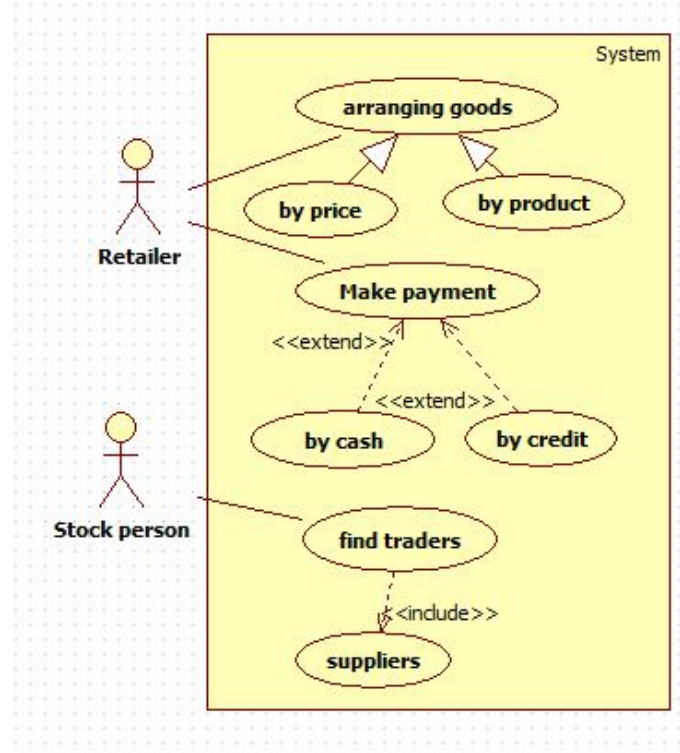 System
arranging goods
by price
by product
Retailer
Make payment
<<extend>>
<<extend>>
by cash
by credit
Stock person
find traders
<<include>>
suppliers